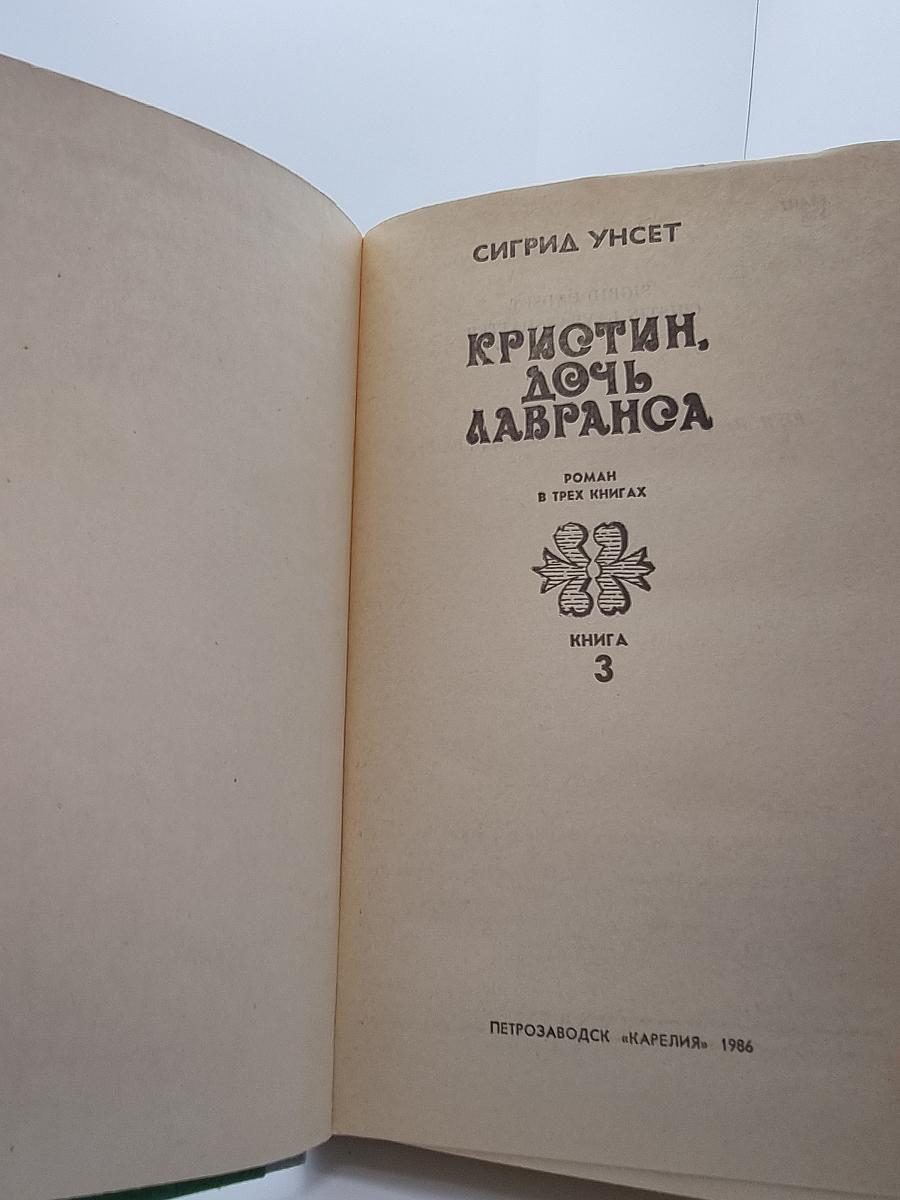 СИГРИД УНСЕТ
КРИСТИН,
ДОЧЬ
ЛАВРАНСА
РОМАН
В ТРЕХ КНИГАХ
КНИГА
3
ПЕТРОЗАВОДСК «КАРЕЛИЯ» 1986